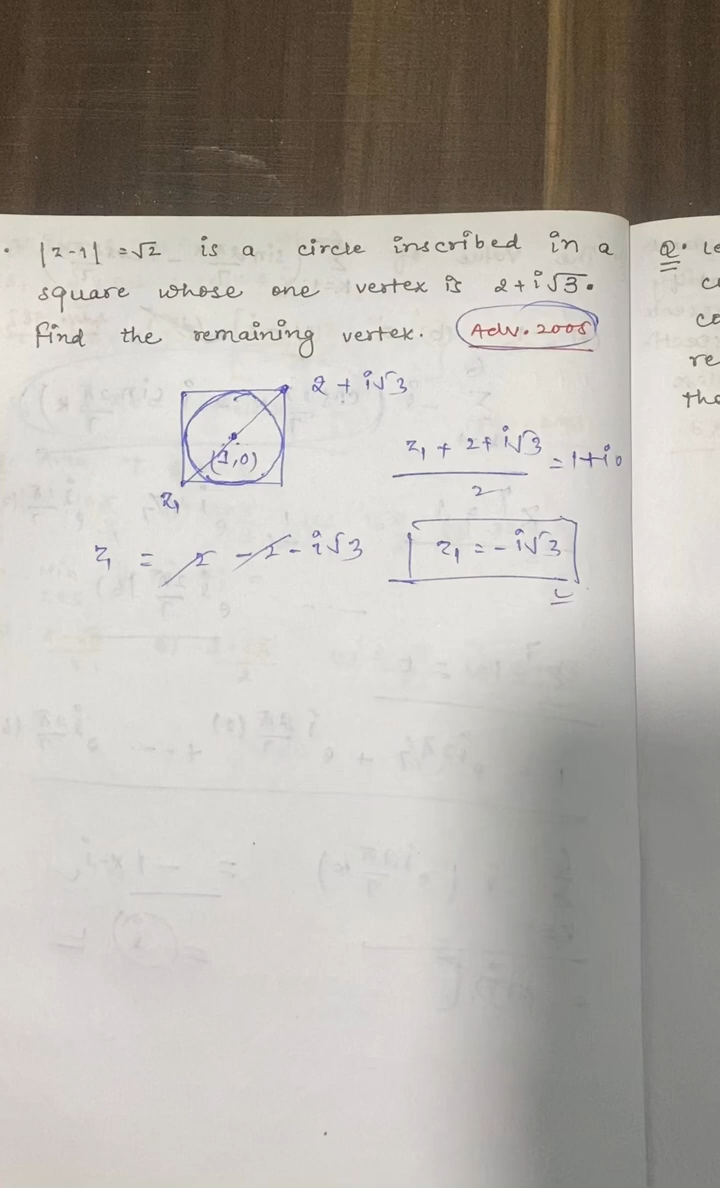 . |z-1| = √2 is a circle inscribed in a
square whose one vertex is 2+i√3.
Find the remaining vertex. Adv. 2005
2 + i√3
(1,0)
z₁
(z₁ + 2 + i√3)/2 = 1+i0
z₁ = 2 - 2 - i√3
z₁ = -i√3
Q.
re